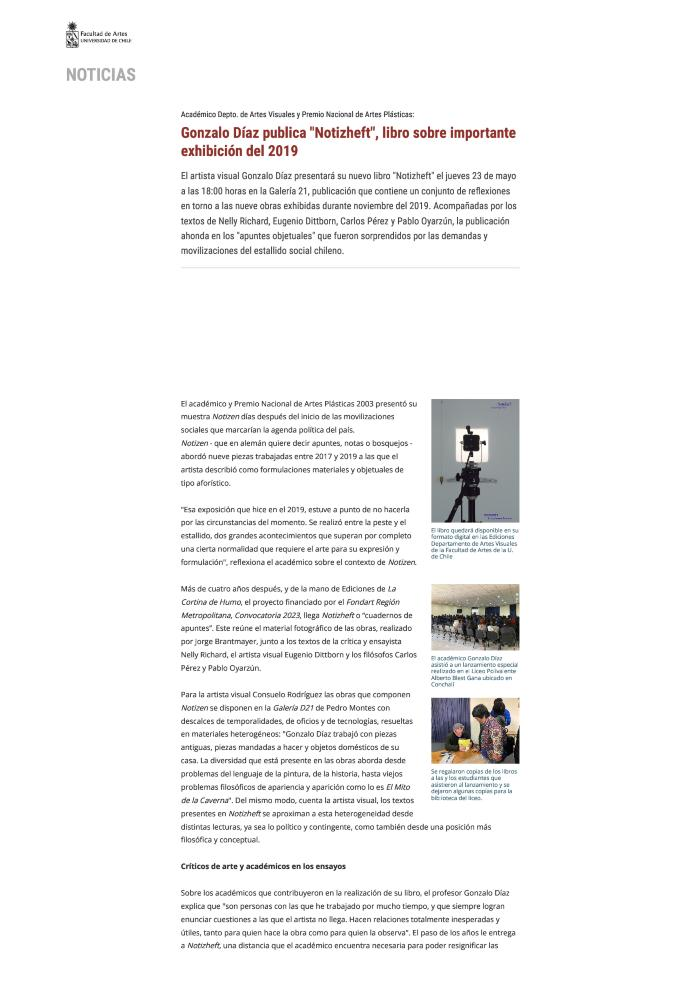 Facultad de Artes
UNIVERSIDAD DE CHILE
NOTICIAS
Académico Depto. de Artes Visuales y Premio Nacional de Artes Plásticas:
Gonzalo Díaz publica "Notizheft", libro sobre importante
exhibición del 2019
El artista visual Gonzalo Díaz presentará su nuevo libro "Notizheft" el jueves 23 de mayo
a las 18:00 horas en la Galería 21, publicación que contiene un conjunto de reflexiones
en torno a las nueve obras exhibidas durante noviembre del 2019. Acompañadas por los
textos de Nelly Richard, Eugenio Dittborn, Carlos Pérez y Pablo Oyarzún, la publicación
ahonda en los "apuntes objetuales" que fueron sorprendidos por las demandas y
movilizaciones del estallido social chileno.
El académico y Premio Nacional de Artes Plásticas 2003 presentó su
muestra Notizen días después del inicio de las movilizaciones
sociales que marcarían la agenda política del país.
Notizen - que en alemán quiere decir apuntes, notas o bosquejos -
abordó nueve piezas trabajadas entre 2017 y 2019 a las que el
artista describió como formulaciones materiales y objetuales de
tipo aforístico.
"Esa exposición que hice en el 2019, estuve a punto de no hacerla
por las circunstancias del momento. Se realizó entre la peste y el
estallido, dos grandes acontecimientos que superan por completo
una cierta normalidad que requiere el arte para su expresión y
formulación", reflexiona el académico sobre el contexto de Notizen.
Más de cuatro años después, y de la mano de Ediciones de La
Cortina de Humo, el proyecto financiado por el Fondart Región
Metropolitana, Convocatoria 2023, llega Notizheft o "cuadernos de
apuntes". Este reúne el material fotográfico de las obras, realizado
por Jorge Brantmayer, junto a los textos de la crítica y ensayista
Nelly Richard, el artista visual Eugenio Dittborn y los filósofos Carlos
Pérez y Pablo Oyarzún.
Para la artista visual Consuelo Rodríguez las obras que componen
Notizen se disponen en la Galería D21 de Pedro Montes con
descalces de temporalidades, de oficios y de tecnologías, resueltas
en materiales heterogéneos: "Gonzalo Díaz trabajó con piezas
antiguas, piezas mandadas a hacer y objetos domésticos de su
casa. La diversidad que está presente en las obras aborda desde
problemas del lenguaje de la pintura, de la historia, hasta viejos
problemas filosóficos de apariencia y aparición como lo es El Mito
de la Caverna". Del mismo modo, cuenta la artista visual, los textos
presentes en Notizheft se aproximan a esta heterogeneidad desde
distintas lecturas, ya sea lo político y contingente, como también desde una posición más
filosófica y conceptual.
El libro quedará disponible en su
formato digital en las Ediciones
Departamento de Artes Visuales
de la Facultad de Artes de la U.
de Chile
El académico Gonzalo Díaz
asistió a un lanzamiento especial
realizado en el Liceo Polivalente
Alberto Blest Gana ubicado en
Conchalí
Se regalaron copias de los libros
a las y los estudiantes que
asistieron al lanzamiento y se
dejaron algunas copias para la
biblioteca del liceo.
Críticos de arte y académicos en los ensayos
Sobre los académicos que contribuyeron en la realización de su libro, el profesor Gonzalo Díaz
explica que "son personas con las que he trabajado por mucho tiempo, y que siempre logran
enunciar cuestiones a las que el artista no llega. Hacen relaciones totalmente inesperadas y
útiles, tanto para quien hace la obra como para quien la observa". El paso de los años le entrega
a Notizheft, una distancia que el académico encuentra necesaria para poder resignificar las